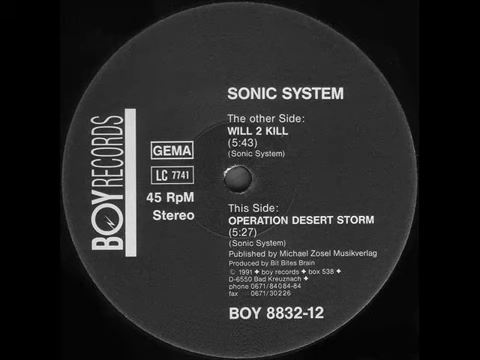 BOY RECORDS
GEMA
LC 7741
45 RpM
Stereo
SONIC SYSTEM
The other Side:
WILL 2 KILL
(5:43)
(Sonic System)
This Side:
OPERATION DESERT STORM
(5:27)
(Sonic System)
Published by Michael Zosel Musikverlag
Produced by Bit Bites Brain
© 1991 ✦ boy records ✦ box 538 ✦
D-6550 Bad Kreuznach ✦
phone 0671/84084-84
fax 0671/30226
BOY 8832-12